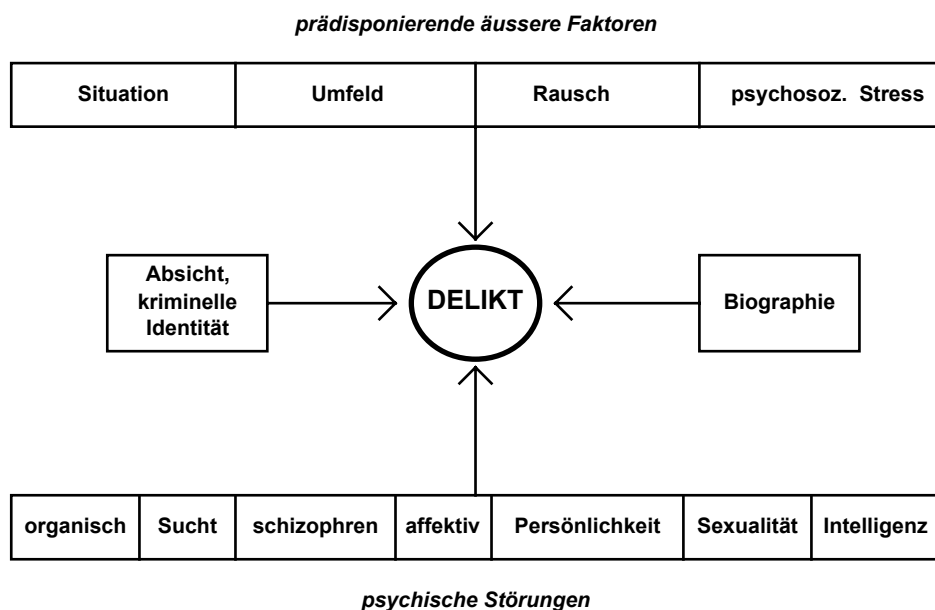 prädisponierende äussere Faktoren
Situation
Umfeld
Rausch
psychosoz. Stress
Absicht,
kriminelle
Identität
DELIKT
Biographie
organisch
Sucht
schizophren
affektiv
Persönlichkeit
Sexualität
Intelligenz
psychische Störungen